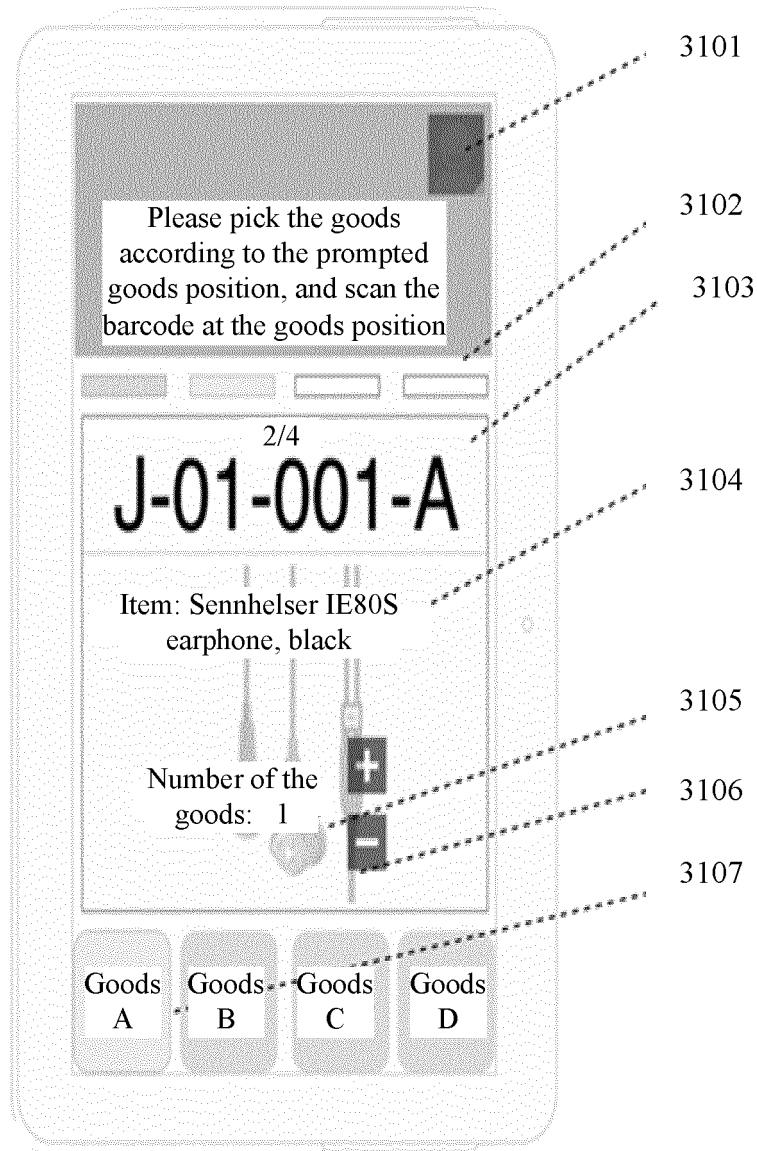 3101
Please pick the goods
according to the prompted
goods position, and scan the
barcode at the goods position
3102
3103
2/4
J-01-001-A
3104
Item: Sennhelser IE80S
earphone, black
3105
+
Number of the
goods: 1
3106
-
3107
Goods
A
Goods
B
Goods
C
Goods
D